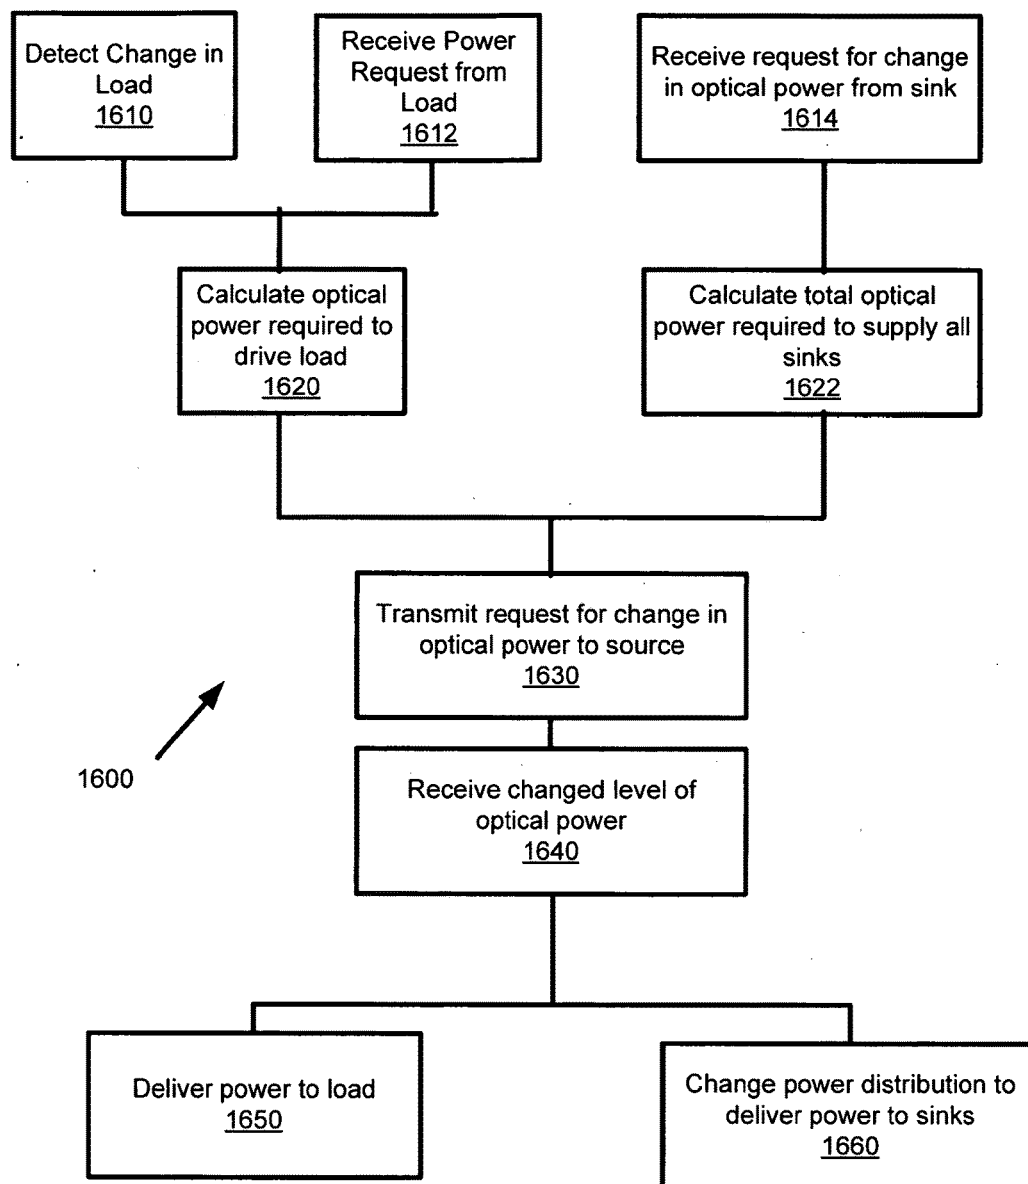 Detect Change in
Load
1610
Receive Power
Request from
Load
1612
Receive request for change
in optical power from sink
1614
Calculate optical
power required to
drive load
1620
Calculate total optical
power required to supply all
sinks
1622
Transmit request for change in
optical power to source
1630
1600
Receive changed level of
optical power
1640
Deliver power to load
1650
Change power distribution to
deliver power to sinks
1660